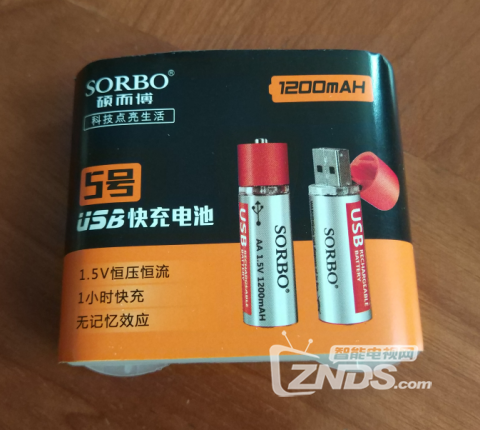 SORBO®
硕而博
科技点亮生活
1200mAH
5号
USB快充电池
1.5V恒压恒流
1小时快充
无记忆效应
USB RECHARGEABLE BATTERY
AA 1.5V 1200mAH
SORBO®
SORBO®
USB RECHARGEABLE BATTERY
智能电视网
ZNDS.com